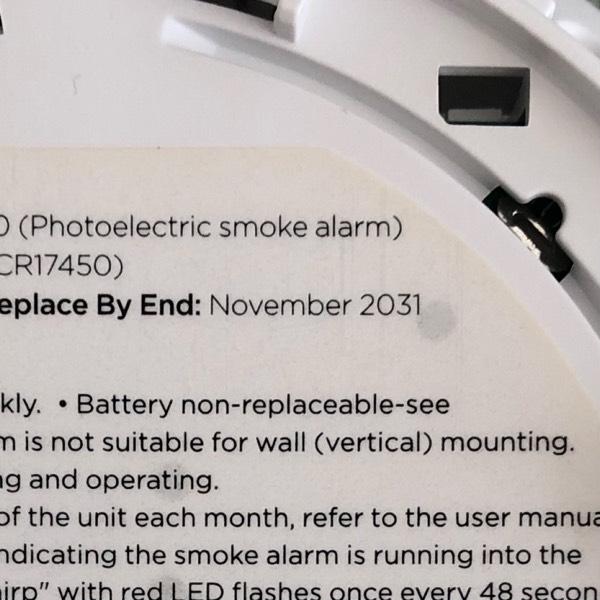 (Photoelectric smoke alarm)
CR17450)
eplace By End: November 2031
kly. • Battery non-replaceable-see
m is not suitable for wall (vertical) mounting.
ng and operating.
of the unit each month, refer to the user manua
ndicating the smoke alarm is running into the
hirp” with red LED flashes once every 48 secon